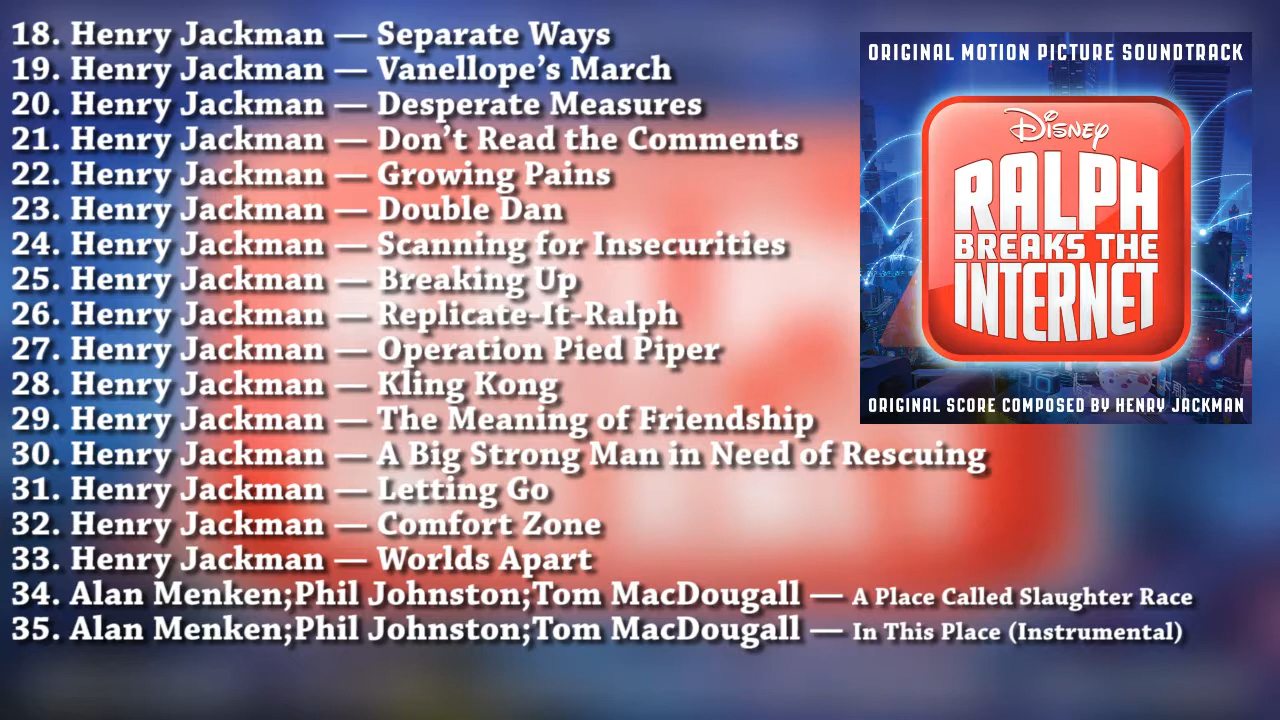 18. Henry Jackman — Separate Ways
19. Henry Jackman — Vanellope’s March
20. Henry Jackman — Desperate Measures
21. Henry Jackman — Don’t Read the Comments
22. Henry Jackman — Growing Pains
23. Henry Jackman — Double Dan
24. Henry Jackman — Scanning for Insecurities
25. Henry Jackman — Breaking Up
26. Henry Jackman — Replicate-It-Ralph
27. Henry Jackman — Operation Pied Piper
28. Henry Jackman — Kling Kong
29. Henry Jackman — The Meaning of Friendship
30. Henry Jackman — A Big Strong Man in Need of Rescuing
31. Henry Jackman — Letting Go
32. Henry Jackman — Comfort Zone
33. Henry Jackman — Worlds Apart
34. Alan Menken;Phil Johnston;Tom MacDougall — A Place Called Slaughter Race
35. Alan Menken;Phil Johnston;Tom MacDougall — In This Place (Instrumental)
ORIGINAL MOTION PICTURE SOUNDTRACK
Disney
RALPH
BREAKS THE
INTERNET
ORIGINAL SCORE COMPOSED BY HENRY JACKMAN